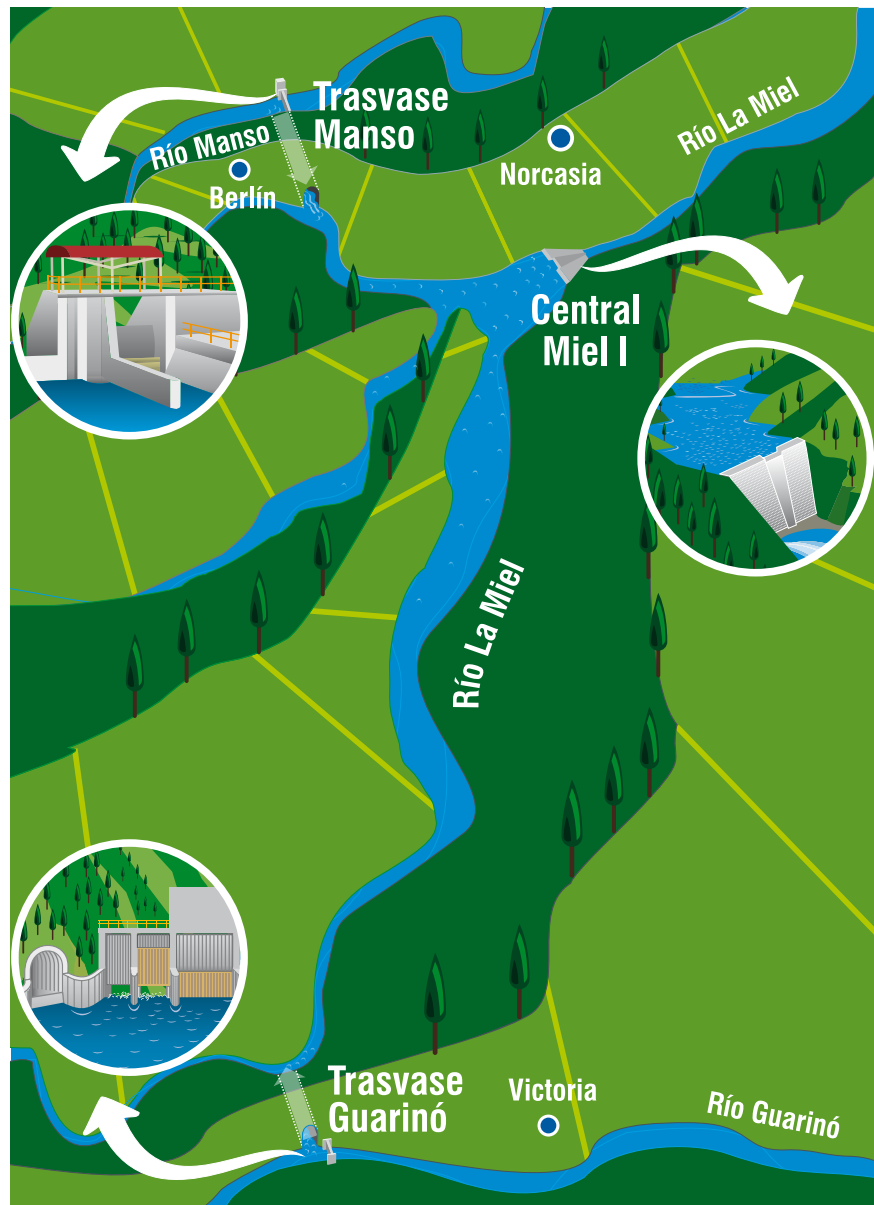 Trasvase
Manso
Río Manso
Berlín
Norcasia
Río La Miel
Central
Miel I
Río La Miel
Trasvase
Guarinó
Victoria
Río Guarinó